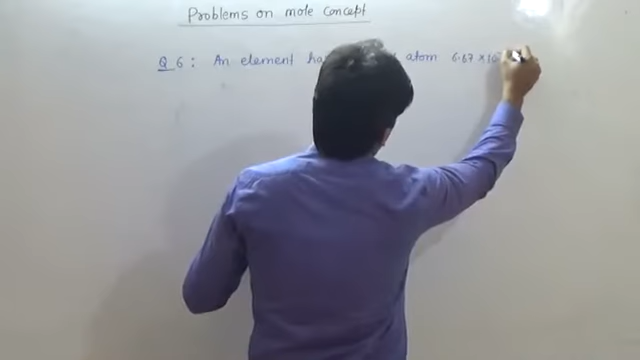 Problems on mole Concept
Q 6 : An element ha atom 6.67 × 10